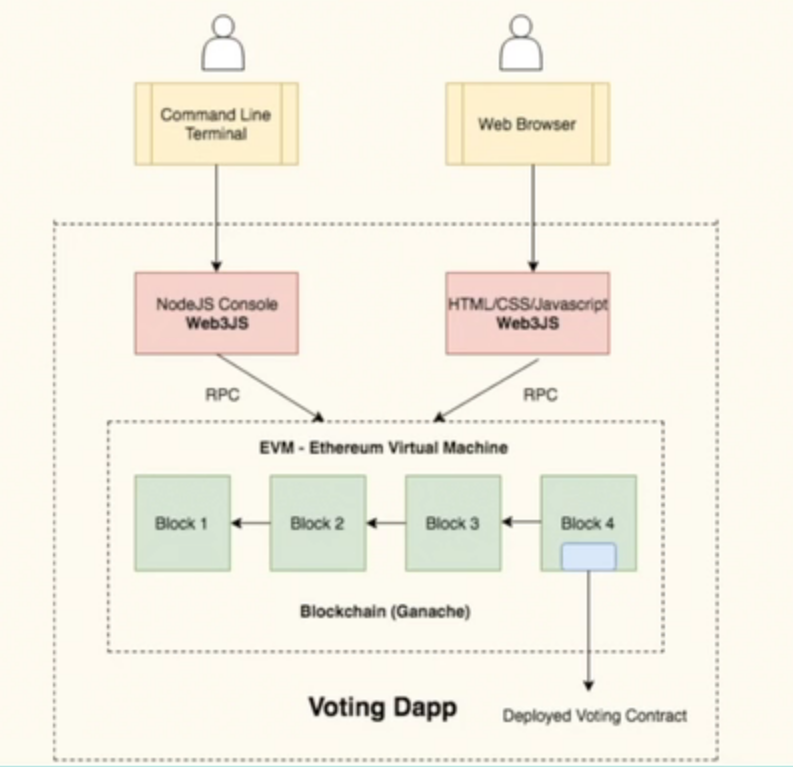 Command Line
Terminal
Web Browser
NodeJS Console
Web3JS
HTML/CSS/Javascript
Web3JS
RPC
RPC
EVM - Ethereum Virtual Machine
Block 1
Block 2
Block 3
Block 4
Blockchain (Ganache)
Voting Dapp
Deployed Voting Contract